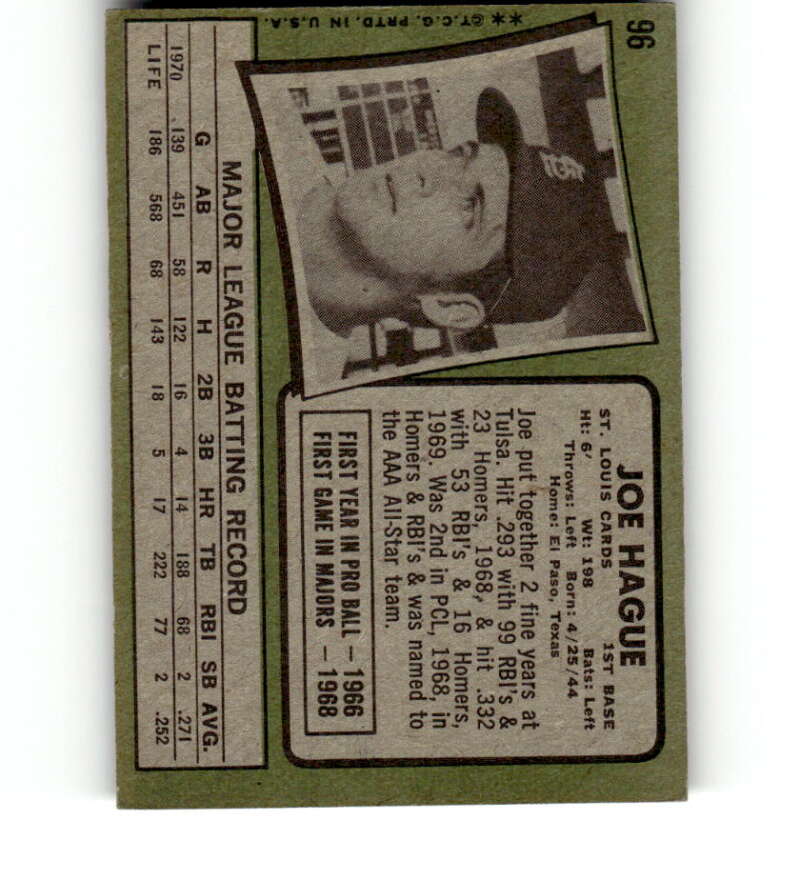 96
JOE HAGUE
ST. LOUIS CARDS 1ST BASE
Ht: 6' Wt: 198 Bats: Left
Throws: Left Born: 4/25/44
Home: El Paso, Texas
Joe put together 2 fine years at
Tulsa. Hit .293 with 99 RBI's &
23 Homers, 1968, & hit .332
with 53 RBI's & 16 Homers,
1969. Was 2nd in PCL, 1968, in
Homers & RBI's & was named to
the AAA All-Star team.
FIRST YEAR IN PRO BALL — 1966
FIRST GAME IN MAJORS — 1968
MAJOR LEAGUE BATTING RECORD
G AB R H 2B 3B HR TB RBI SB AVG.
1970 139 451 58 122 16 4 14 188 68 2 .271
LIFE 186 568 68 143 18 5 17 222 77 2 .252
** © T.C.G. PRTD. IN U.S.A.